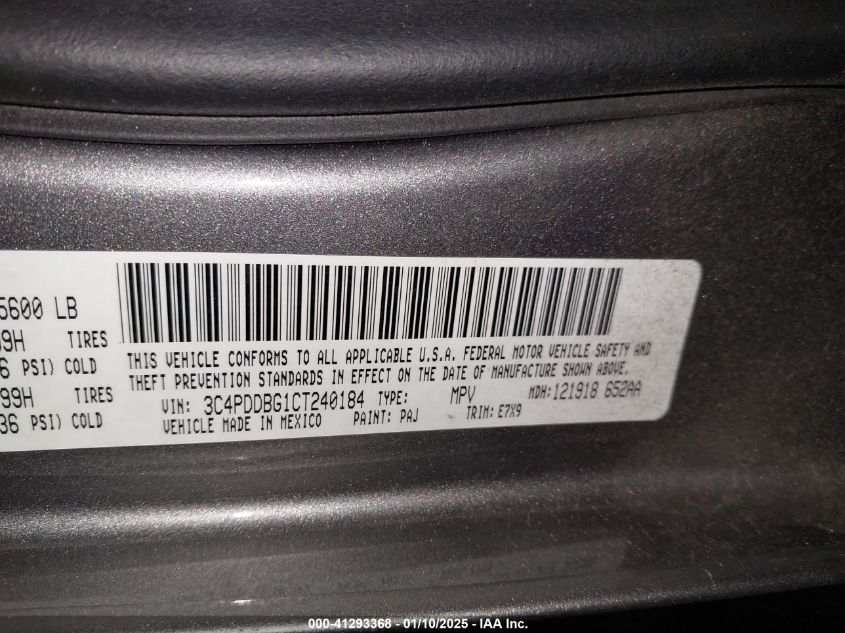 5600 LB
99H TIRES
6 PSI) COLD
99H TIRES
36 PSI) COLD
THIS VEHICLE CONFORMS TO ALL APPLICABLE U.S.A. FEDERAL MOTOR VEHICLE SAFETY AND
THEFT PREVENTION STANDARDS IN EFFECT ON THE DATE OF MANUFACTURE SHOWN ABOVE.
VIN: 3C4PDDBG1CT240184 TYPE: MPV MDH:121918 652AA
VEHICLE MADE IN MEXICO PAINT: PAJ TRIM: E7X9
000-41293368 - 01/10/2025 - IAA Inc.